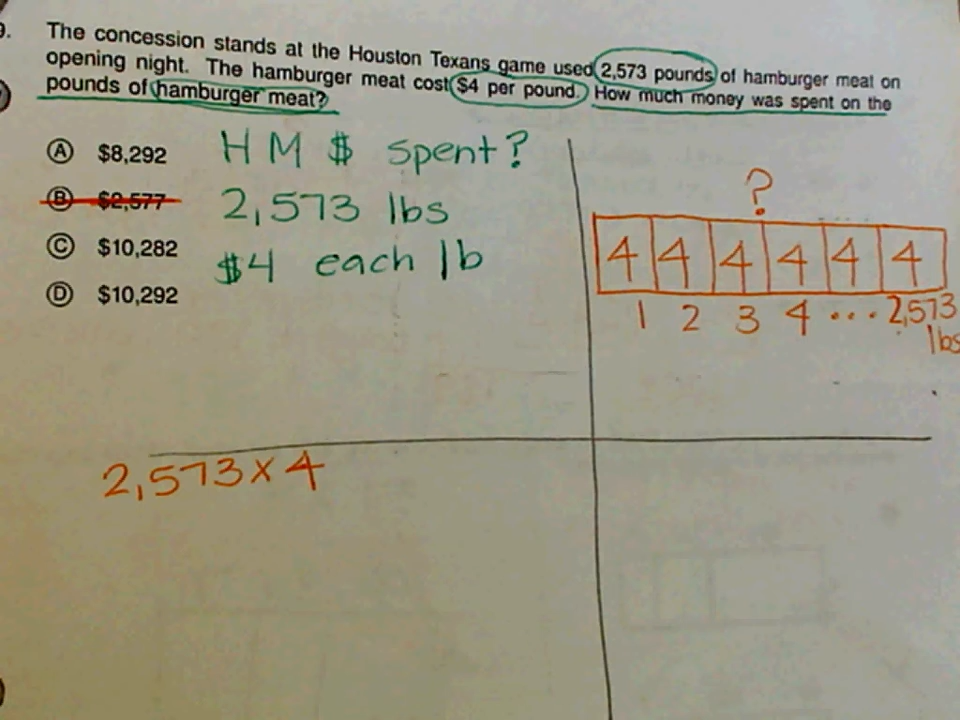 9. The concession stands at the Houston Texans game used 2,573 pounds of hamburger meat on
opening night. The hamburger meat cost $4 per pound. How much money was spent on the
pounds of hamburger meat?
A $8,292
B $2,577
C $10,282
D $10,292
H M $ spent?
2,573 lbs
$4 each lb
?
4 4 4 4 4 4
1 2 3 4 ... 2,573
lbs
2,573 x 4